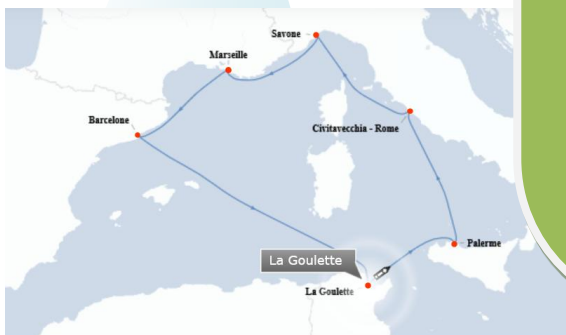 Savone
Marseille
Barcelone
Civitavecchia - Rome
Palerme
La Goulette
La Goulette